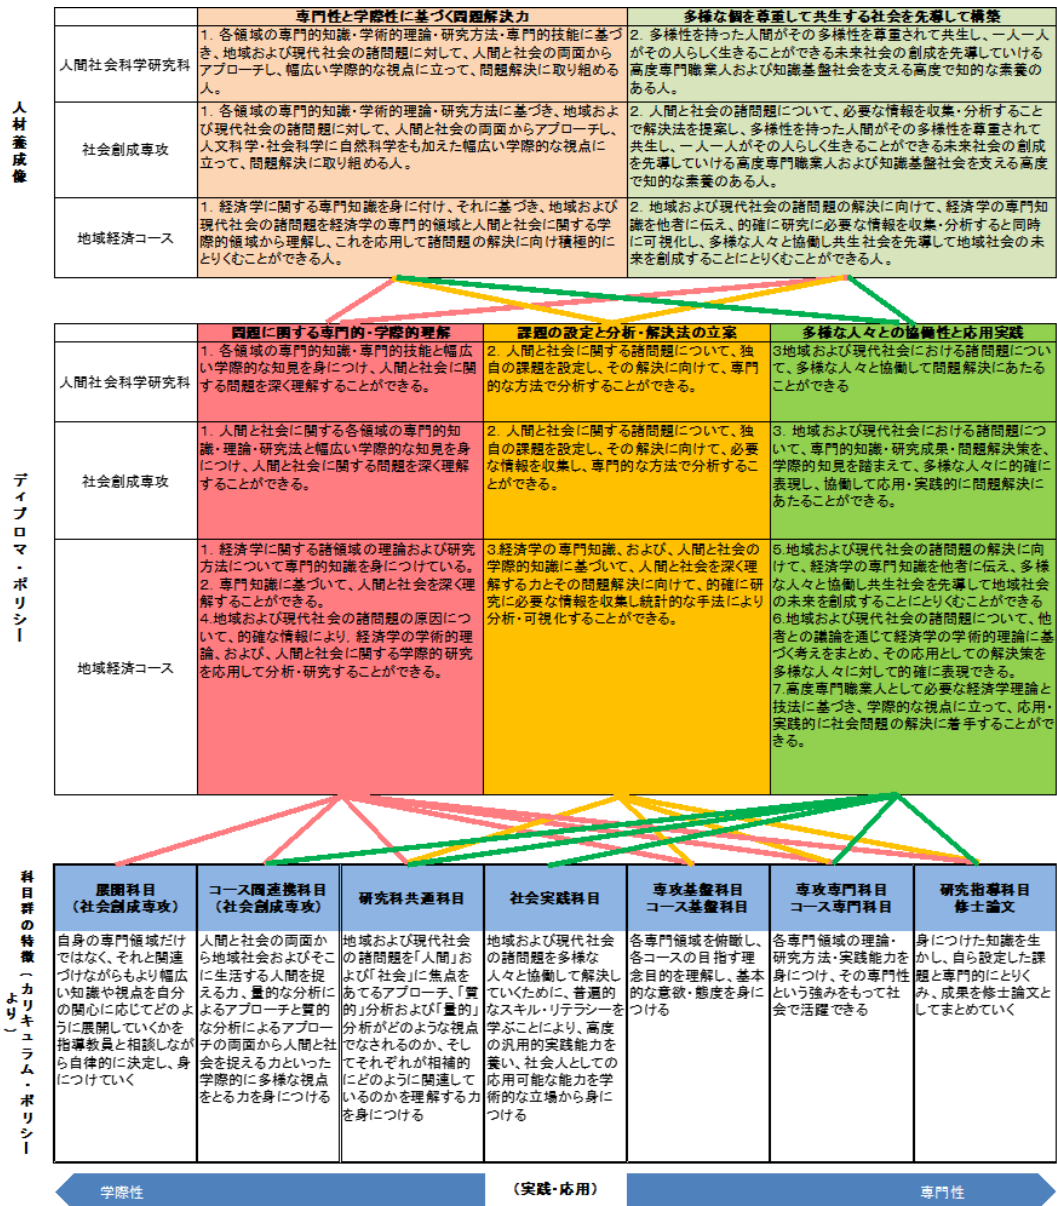 専門性と学際性に基づく問題解決力
多様な個を尊重して共生する社会を先導して構築
人材養成像
人間社会科学研究科
1. 各領域の専門的知識・学術的理論・研究方法・専門的技能に基づ
き、地域および現代社会の諸問題に対して、人間と社会の両面から
アプローチし、幅広い学際的な視点に立って、問題解決に取り組める
人。
2. 多様性を持った人間がその多様性を尊重されて共生し、一人一人
がその人らしく生きることができる未来社会の創成を先導していける
高度専門職業人および知識基盤社会を支える高度で知的な素養の
ある人。
社会創成専攻
1. 各領域の専門的知識・学術的理論・研究方法に基づき、地域およ
び現代社会の諸問題に対して、人間と社会の両面からアプローチし、
人文科学・社会科学に自然科学をも加えた幅広い学際的な視点に
立って、問題解決に取り組める人。
2. 人間と社会の諸問題について、必要な情報を収集・分析すること
で解決法を提案し、多様性を持った人間がその多様性を尊重されて
共生し、一人一人がその人らしく生きることができる未来社会の創成
を先導していける高度専門職業人および知識基盤社会を支える高度
で知的な素養のある人。
地域経済コース
1. 経済学に関する専門知識を身に付け、それに基づき、地域および
現代社会の諸問題を経済学の専門的領域と人間と社会に関する学
際的領域から理解し、これを応用して諸問題の解決に向け積極的に
とりくむことができる人。
2. 地域および現代社会の諸問題の解決に向けて、経済学の専門知
識を他者に伝え、的確に研究に必要な情報を収集・分析すると同時
に可視化し、多様な人々と協働し共生社会を先導して地域社会の未
来を創成することにとりくむことができる人。
問題に関する専門的・学際的理解
課題の設定と分析・解決法の立案
多様な人々との協働性と応用実践
ディプロマ・ポリシー
人間社会科学研究科
1. 各領域の専門的知識・専門的技能と幅広
い学際的な知見を身につけ、人間と社会に関
する問題を深く理解することができる。
2. 人間と社会に関する諸問題について、独
自の課題を設定し、その解決に向けて、専門
的な方法で分析することができる。
3地域および現代社会における諸問題につい
て、多様な人々と協働して問題解決にあたる
ことができる
社会創成専攻
1. 人間と社会に関する各領域の専門的知
識・理論・研究法と幅広い学際的な知見を身
につけ、人間と社会に関する問題を深く理解
することができる。
2. 人間と社会に関する諸問題について、独
自の課題を設定し、その解決に向けて、必要
な情報を収集し、専門的な方法で分析するこ
とができる。
3. 地域および現代社会における諸問題につ
いて、専門的知識・研究成果・問題解決策を、
学際的知見を踏まえて、多様な人々に的確に
表現し、協働して応用・実践的に問題解決に
あたることができる。
地域経済コース
1. 経済学に関する諸領域の理論および研究
方法について専門的知識を身につけている。
2. 専門知識に基づいて、人間と社会を深く理
解することができる。
4.地域および現代社会の諸問題の原因につ
いて、的確な情報により、経済学の学術的理
論、および、人間と社会に関する学際的研究
を応用して分析・研究することができる。
3.経済学の専門知識、および、人間と社会の
学際的知識に基づいて、人間と社会を深く理
解する力とその問題解決に向けて、的確に研
究に必要な情報を収集し統計的な手法により
分析・可視化することができる。
5.地域および現代社会の諸問題の解決に向
けて、経済学の専門知識を他者に伝え、多様
な人々と協働し共生社会を先導して地域社会
の未来を創成することにとりくむことができる
6.地域および現代社会の諸問題について、他
者との議論を通じて経済学の学術的理論に基
づく考えをまとめ、その応用としての解決策を
多様な人々に対して的確に表現できる。
7.高度専門職業人として必要な経済学理論と
技法に基づき、学際的な視点に立って、応用・
実践的に社会問題の解決に着手することがで
きる。
科目群の特徴（カリキュラム・ポリシー
より）
展開科目
（社会創成専攻）
自身の専門領域だけ
ではなく、それと関連
づけながらもより幅広
い知識や視点を自分
の関心に応じてどのよ
うに展開していくかを
指導教員と相談しなが
ら自律的に決定し、身
につけていく
コース間連携科目
（社会創成専攻）
人間と社会の両面か
ら地域社会およびそこ
に生活する人間を捉
える力、量的な分析に
よるアプローチと質的
な分析によるアプロー
チの両面から人間と社
会を捉える力といった
学際的に多様な視点
をとる力を身につける
研究科共通科目
地域および現代社会
の諸問題を「人間」お
よび「社会」に焦点を
あてるアプローチ、「質
的」分析および「量的」
分析がどのような視点
でなされるのか、そし
てそれぞれが相補的
にどのように関連して
いるのかを理解する力
を身につける
社会実践科目
地域および現代社会
の諸問題を多様な
人々と協働して解決し
ていくために、普遍的
なスキル・リテラシーを
学ぶことにより、高度
の汎用的実践能力を
養い、社会人としての
応用可能な能力を学
術的な立場から身に
つける
専攻基盤科目
コース基盤科目
各専門領域を俯瞰し、
各コースの目指す理
念目的を理解し、基本
的な意欲・態度を身に
つける
専攻専門科目
コース専門科目
各専門領域の理論・
研究方法・実践能力を
身につけ、その専門性
という強みをもって社
会で活躍できる
研究指導科目
修士論文
身につけた知識を生
かし、自ら設定した課
題と専門的にとりく
み、成果を修士論文と
してまとめていく
学際性
（実践・応用）
専門性